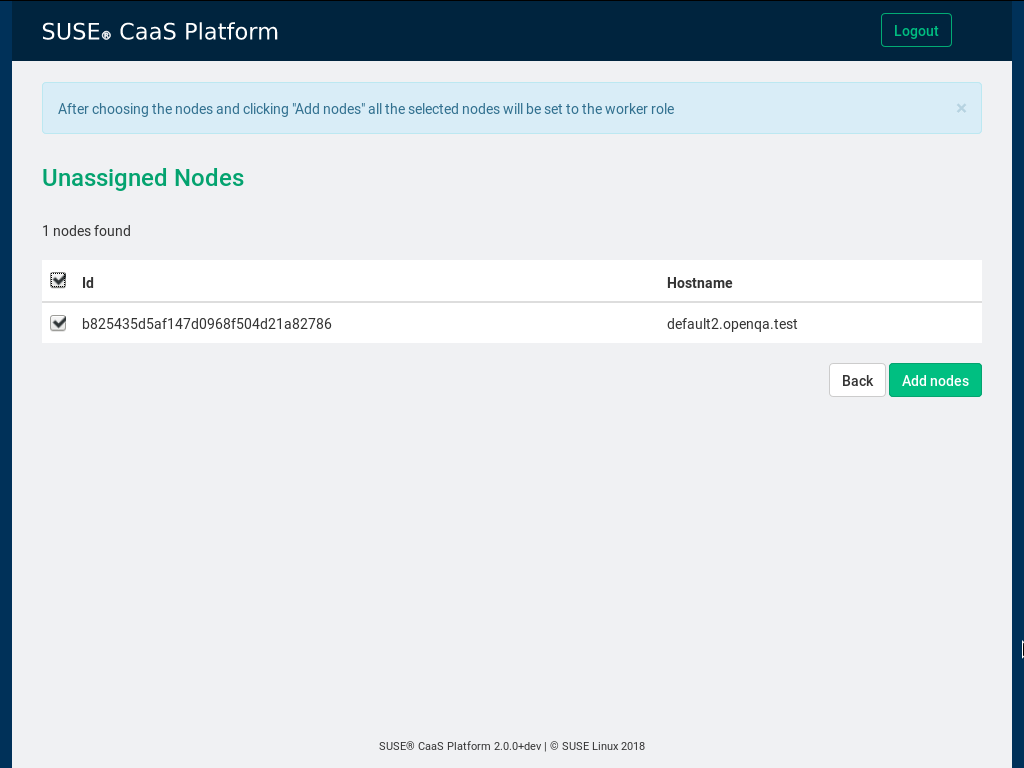 SUSE® CaaS Platform
Logout
After choosing the nodes and clicking "Add nodes" all the selected nodes will be set to the worker role
×
Unassigned Nodes
1 nodes found
Id Hostname
b825435d5af147d0968f504d21a82786 default2.openqa.test
Back Add nodes
SUSE® CaaS Platform 2.0.0+dev | © SUSE Linux 2018